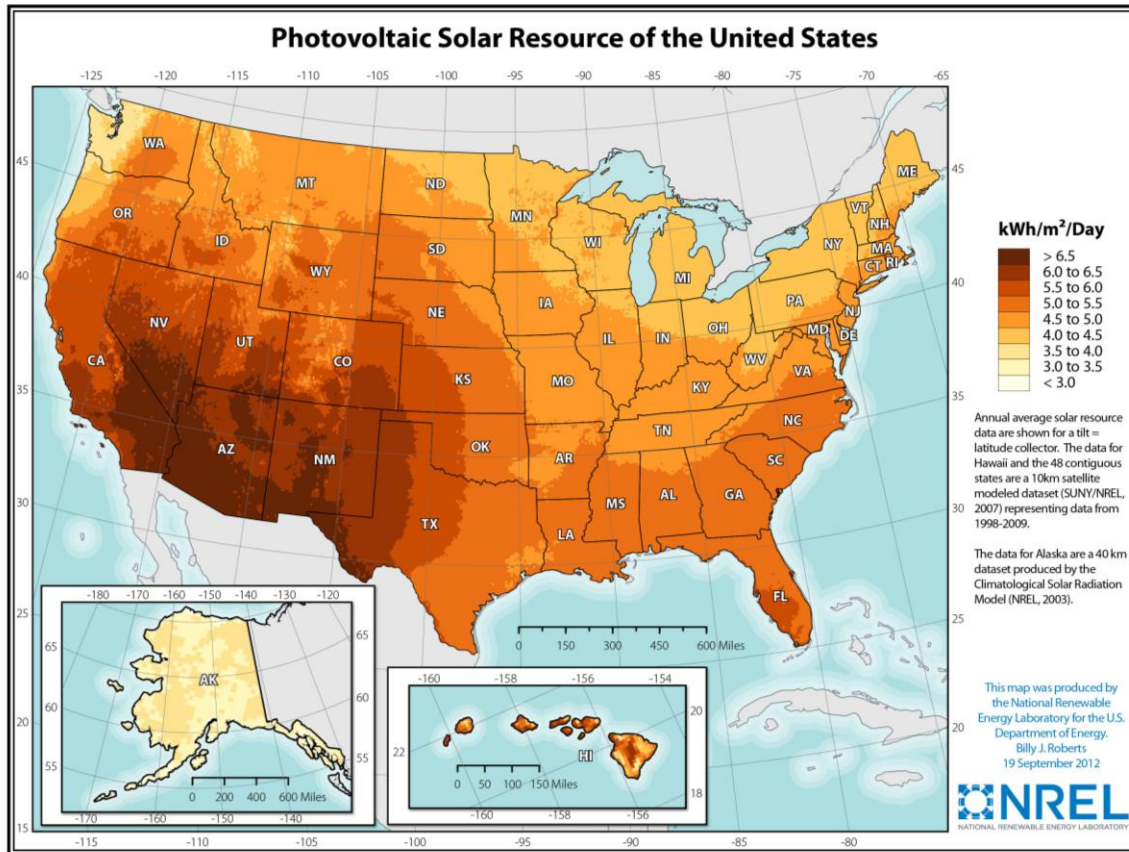 Photovoltaic Solar Resource of the United States
-125 -120 -115 -110 -105 -100 -95 -90 -85 -80 -75 -70 -65
45
40
35
30
25
20
15
45
40
35
30
25
20
-115 -110 -105 -100 -95 -90 -85 -80
WA
OR
CA
NV
ID
MT
WY
UT
AZ
CO
NM
ND
SD
NE
KS
OK
TX
MN
IA
MO
AR
LA
WI
IL
MI
IN
OH
KY
TN
MS
AL
GA
FL
SC
NC
VA
WV
PA
NY
VT
NH
ME
MA
CT
RI
NJ
MD
DE
kWh/m²/Day
> 6.5
6.0 to 6.5
5.5 to 6.0
5.0 to 5.5
4.5 to 5.0
4.0 to 4.5
3.5 to 4.0
3.0 to 3.5
< 3.0
Annual average solar resource
data are shown for a tilt =
latitude collector. The data for
Hawaii and the 48 contiguous
states are a 10km satellite
modeled dataset (SUNY/NREL,
2007) representing data from
1998-2009.
The data for Alaska are a 40 km
dataset produced by the
Climatological Solar Radiation
Model (NREL, 2003).
0 150 300 450 600 Miles
-180 -170 -160 -150 -140 -130 -120
65
60
55
65
60
55
AK
0 200 400 600 Miles
-170 -160 -150 -140
-160 -158 -156 -154
22
20
18
HI
0 50 100 150 Miles
-160 -158 -156
This map was produced by
the National Renewable
Energy Laboratory for the U.S.
Department of Energy.
Billy J. Roberts
19 September 2012
NREL
NATIONAL RENEWABLE ENERGY LABORATORY